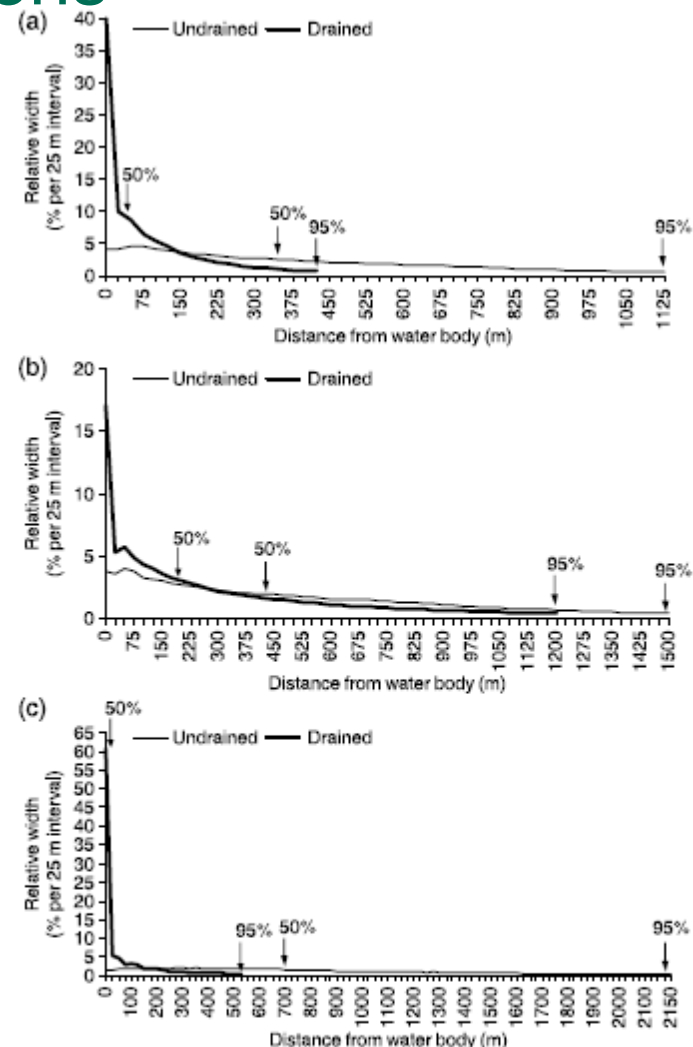 (a)
Undrained Drained
Relative width
(% per 25 m interval)
40
35
30
25
20
15
10
5
0
50%
50%
95%
95%
0 75 150 225 300 375 450 525 600 675 750 825 900 975 1050 1125
Distance from water body (m)
(b)
Undrained Drained
Relative width
(% per 25 m interval)
20
15
10
5
0
50%
50%
95%
95%
0 75 150 225 300 375 450 525 600 675 750 825 900 975 1050 1125 1200 1275 1350 1425 1500
Distance from water body (m)
(c)
50%
Undrained Drained
Relative width
(% per 25 m interval)
65
60
55
50
45
40
35
30
25
20
15
10
5
0
95% 50%
95%
0 100 200 300 400 500 600 700 800 900 1000 1100 1200 1300 1400 1500 1600 1700 1800 1900 2000 2150
Distance from water body (m)